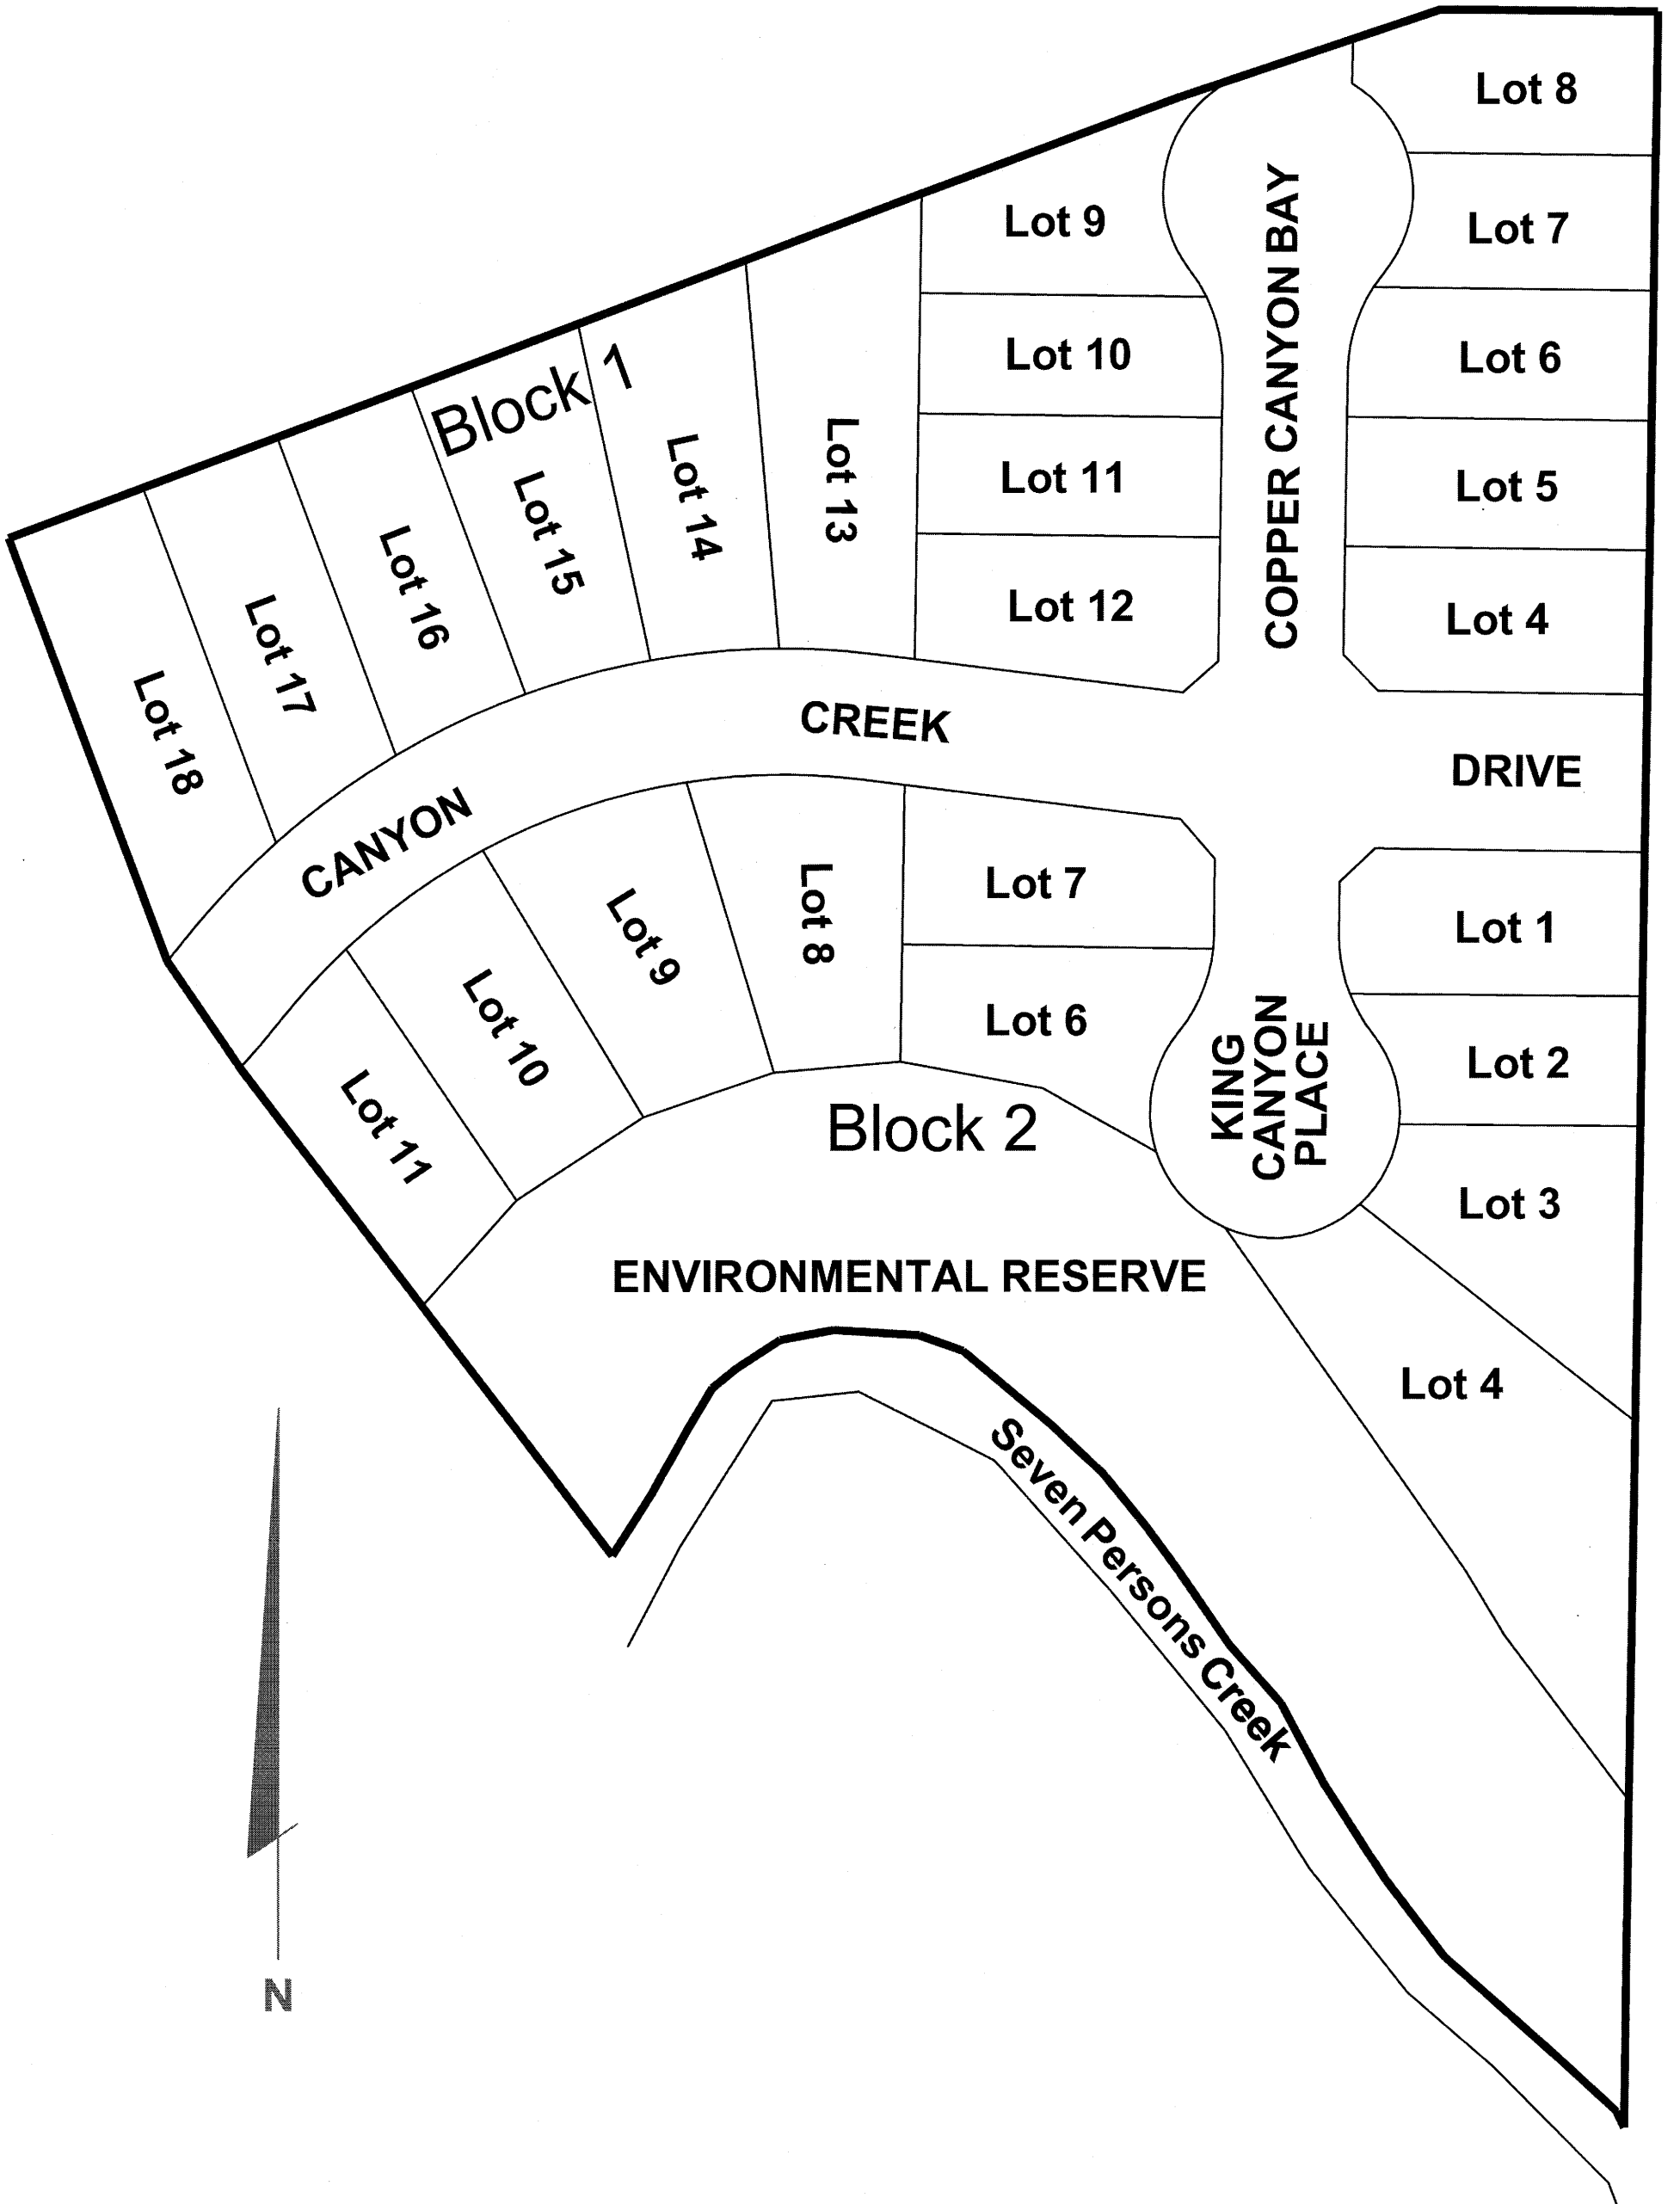 Lot 8
Lot 7
Lot 6
Lot 5
Lot 4
COPPER CANYON BAY
Lot 9
Lot 10
Lot 11
Lot 12
Block 1
Lot 13
Lot 14
Lot 15
Lot 16
Lot 17
Lot 18
CANYON
CREEK
DRIVE
Lot 1
Lot 2
Lot 3
Lot 4
KING
CANYON
PLACE
Lot 7
Lot 6
Lot 8
Lot 9
Lot 10
Lot 11
Block 2
ENVIRONMENTAL RESERVE
Seven Persons Creek
N